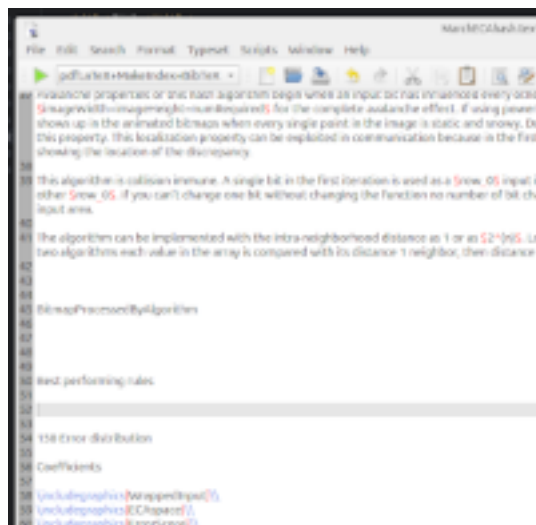 MarchECAhash.tex
File Edit Search Format Typeset Scripts Window Help
pdfLaTeX+MakeIndex+BibTeX
Avalanche properties of this hash algorithm begin when an input bit has influenced every othe
$imageWidth=imageHeight=numRequired$ for the complete avalanche effect. If using power
shows up in the animated bitmaps when every single point in the image is static and snowy. D
this property. This localization property can be exploited in communication because in the first
showing the location of the discrepancy.
38
39 This algorithm is collision immune. A single bit in the first iteration is used as a $row_0$ input
other $row_0$. If you can't change one bit without changing the function no number of bit cha
input area.
40
41 The algorithm can be implemented with the intra-neighborhood distance as 1 or as $2^{n}$. L
two algorithms each value in the array is compared with its distance 1 neighbor, then distance
42
43
44
45 BitmapProcessedByAlgorithm
46
47
48
49
50 Best performing rules
51
52
53
54 150 Error distribution
55
56 Coefficients
57
58 \includegraphics{WrappedInput}\\
59 \includegraphics{ECAspace}\\
60 \includegraphics{ErrorSpace}\\